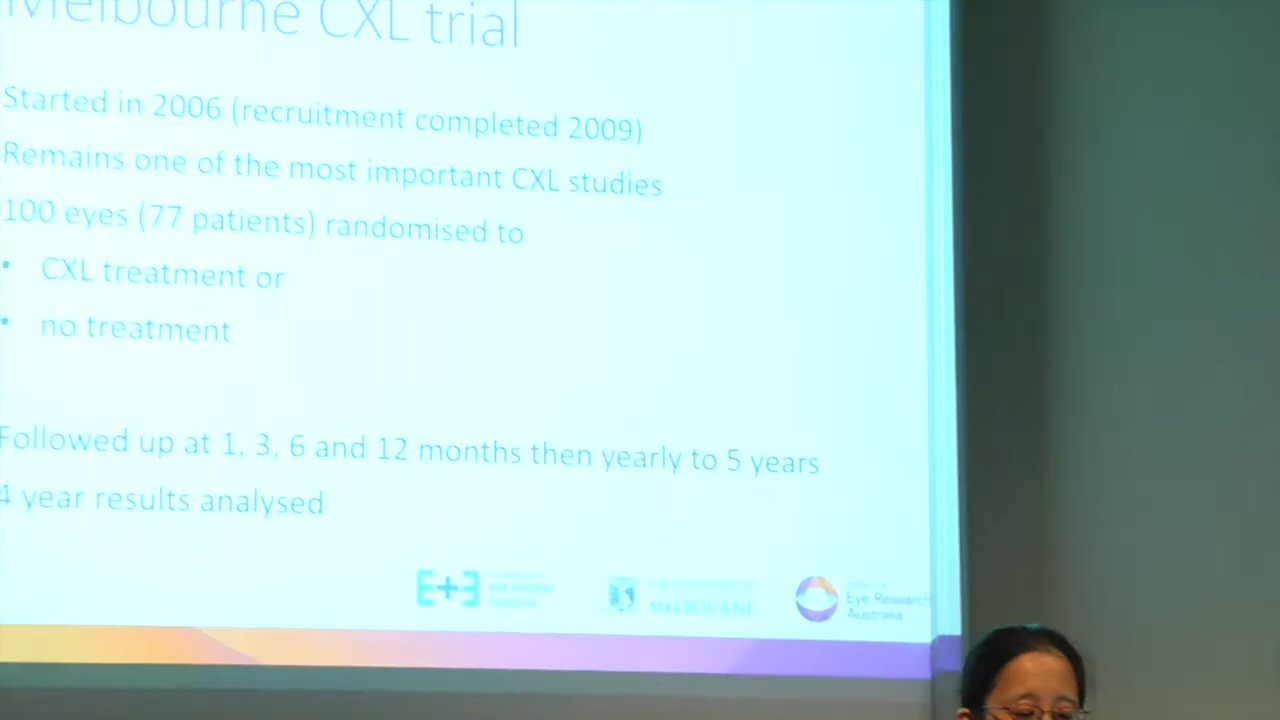 Melbourne CXL trial
Started in 2006 (recruitment completed 2009)
Remains one of the most important CXL studies
100 eyes (77 patients) randomised to
• CXL treatment or
• no treatment
Followed up at 1, 3, 6 and 12 months then yearly to 5 years
4 year results analysed
MELBOURNE
Eye Research
Australia